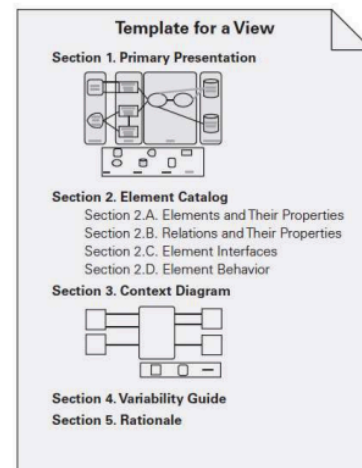 Template for a View
Section 1. Primary Presentation
Section 2. Element Catalog
Section 2.A. Elements and Their Properties
Section 2.B. Relations and Their Properties
Section 2.C. Element Interfaces
Section 2.D. Element Behavior
Section 3. Context Diagram
Section 4. Variability Guide
Section 5. Rationale